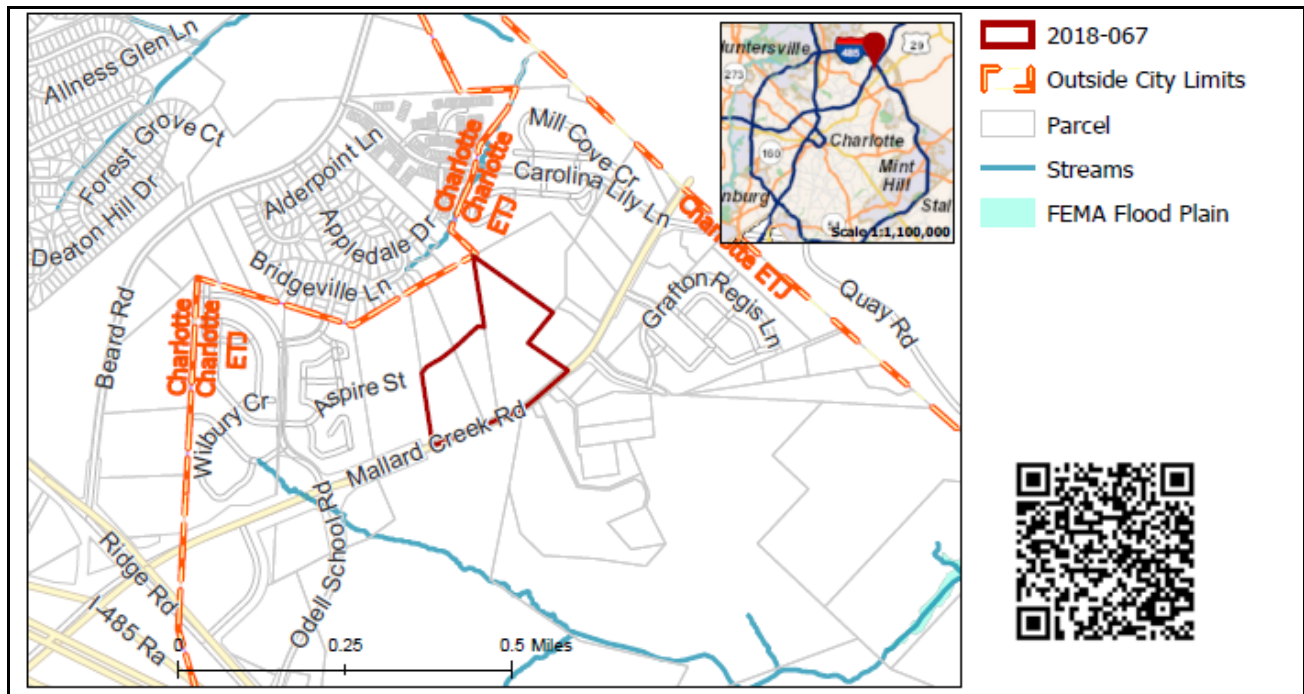 Allness Glen Ln
Forest Grove Ct
Deaton Hill Dr
Alderpoint Ln
Appledale Dr
Bridgeville Ln
Beard Rd
Charlotte
Charlotte
ETJ
Charlotte
Charlotte
ETJ
Mill Cove Cr
Carolina Lily Ln
Charlotte ETJ
Grafton
Regis Ln
Quay Rd
Aspire St
Wilbury Cr
Mallard Creek Rd
Odell School Rd
Ridge Rd
I-485 Ra
0
0.25
0.5 Miles
Huntersville
485
29
273
160
Charlotte
Mint
Hill
nburg
Stal
Scale 1:1,100,000
2018-067
Outside City Limits
Parcel
Streams
FEMA Flood Plain